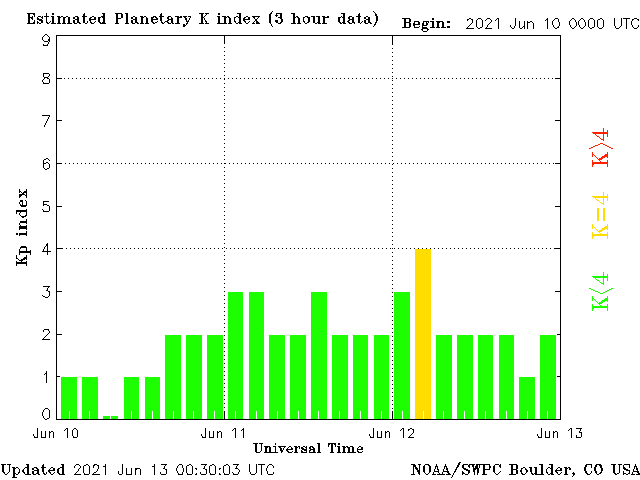 Estimated Planetary K index (3 hour data)
Begin: 2021 Jun 10 0000 UTC
9
8
7
6
5
4
3
2
1
0
Kp index
K>4
K=4
K<4
Jun 10
Jun 11
Jun 12
Jun 13
Universal Time
Updated 2021 Jun 13 00:30:03 UTC
NOAA/SWPC Boulder, CO USA